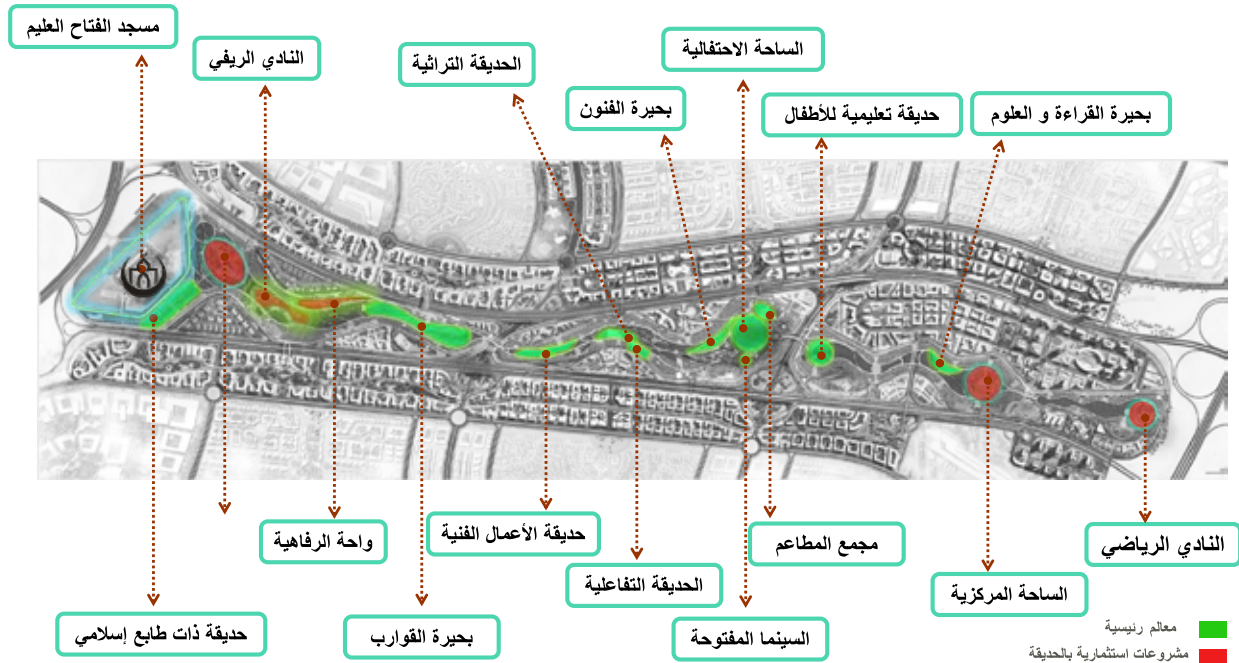 مسجد الفتاح العليم
النادي الريفي
الحديقة التراثية
الساحة الاحتفالية
بحيرة الفنون
حديقة تعليمية للأطفال
بحيرة القراءة و العلوم
واحة الرفاهية
حديقة الأعمال الفنية
مجمع المطاعم
النادي الرياضي
الحديقة التفاعلية
الساحة المركزية
حديقة ذات طابع إسلامي
بحيرة القوارب
السينما المفتوحة
معالم رئيسية
مشروعات استثمارية بالحديقة